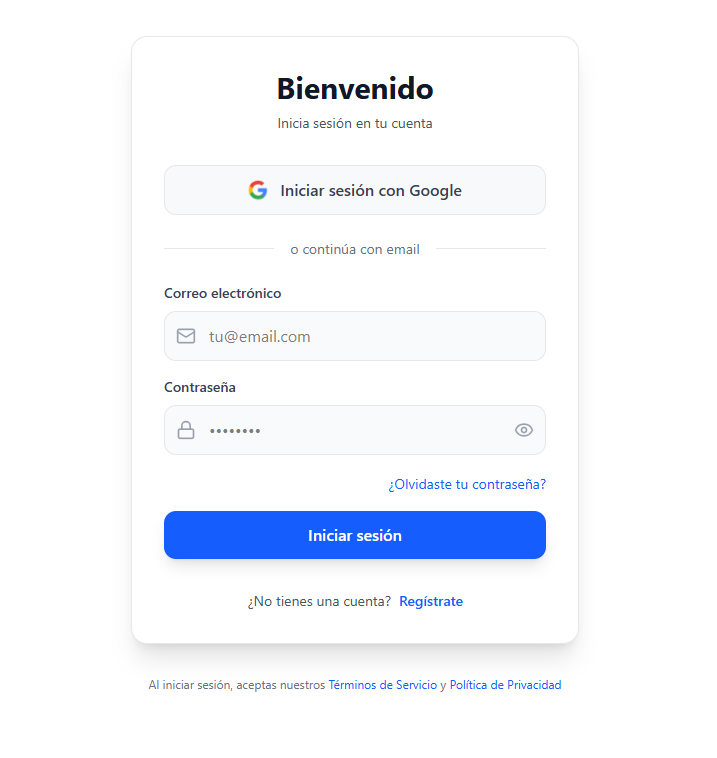 Bienvenido
Inicia sesión en tu cuenta
Iniciar sesión con Google
o continúa con email
Correo electrónico
tu@email.com
Contraseña
••••••••
¿Olvidaste tu contraseña?
Iniciar sesión
¿No tienes una cuenta? Regístrate
Al iniciar sesión, aceptas nuestros Términos de Servicio y Política de Privacidad